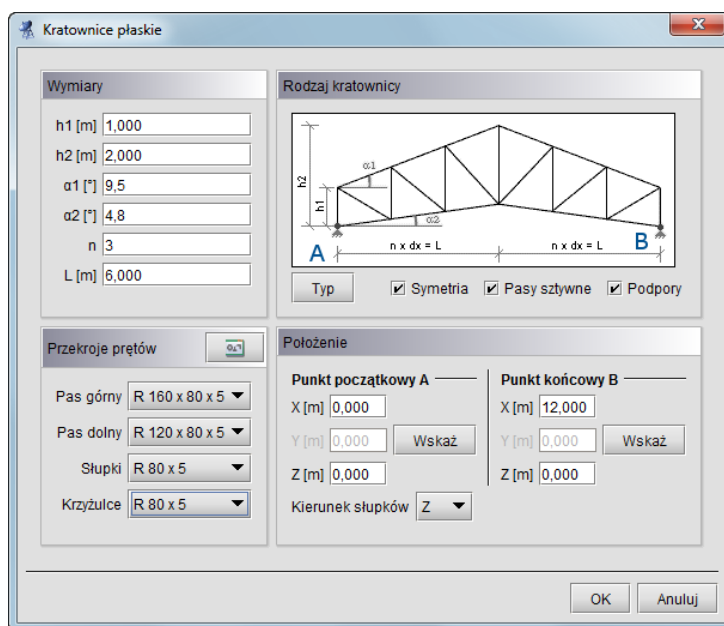 Kratownice płaskie
Wymiary
h1 [m] 1,000
h2 [m] 2,000
α1 [°] 9,5
α2 [°] 4,8
n 3
L [m] 6,000
Rodzaj kratownicy
h2
h1
α1
α2
A
B
n x dx = L
n x dx = L
Typ
Symetria
Pasy sztywne
Podpory
Przekroje prętów
Pas górny R 160 x 80 x 5
Pas dolny R 120 x 80 x 5
Słupki R 80 x 5
Krzyżulce R 80 x 5
Położenie
Punkt początkowy A
X [m] 0,000
Y [m] 0,000 Wskaż
Z [m] 0,000
Kierunek słupków Z
Punkt końcowy B
X [m] 12,000
Y [m] 0,000 Wskaż
Z [m] 0,000
OK
Anuluj